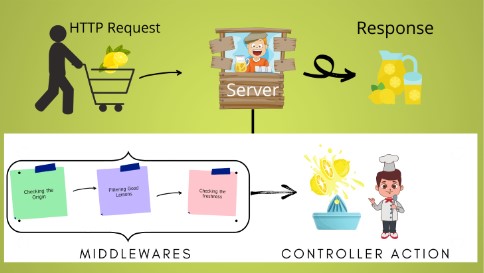 HTTP Request
Response
Server
Checking the
Origin
Filtering Good
Lemons
Checking the
freshness
MIDDLEWARES
CONTROLLER ACTION